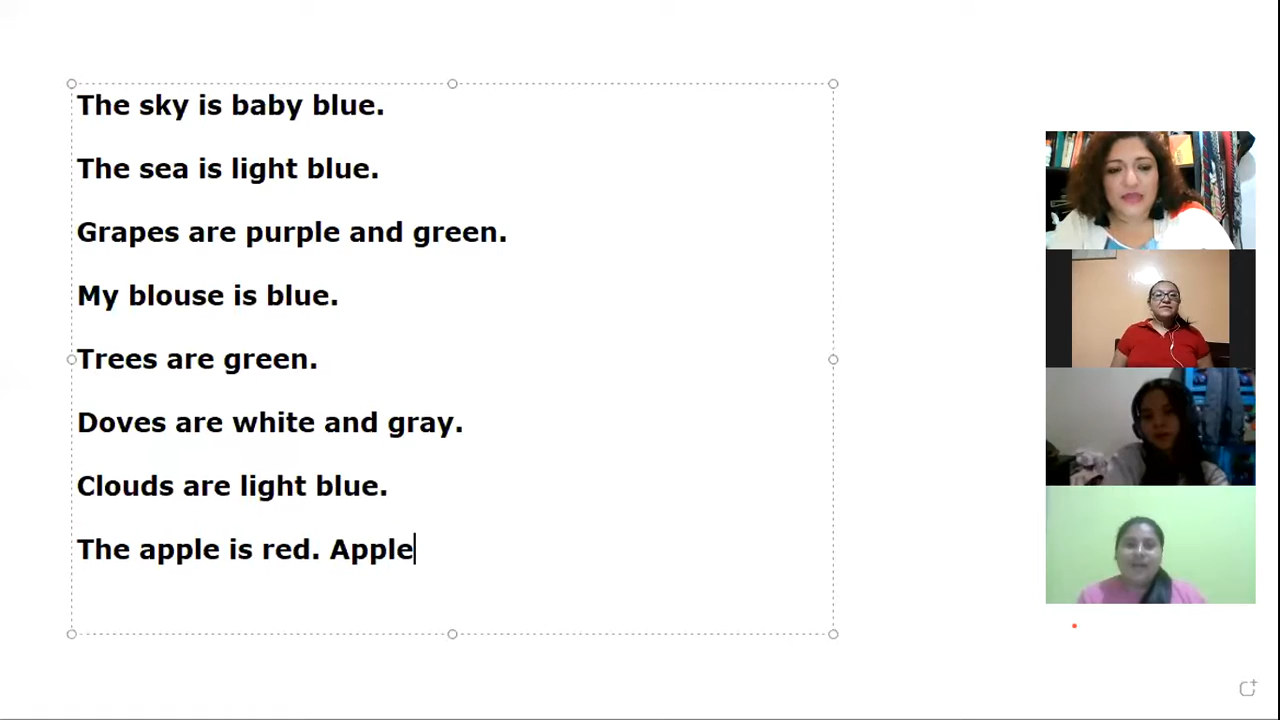 The sky is baby blue.
The sea is light blue.
Grapes are purple and green.
My blouse is blue.
Trees are green.
Doves are white and gray.
Clouds are light blue.
The apple is red. Apple